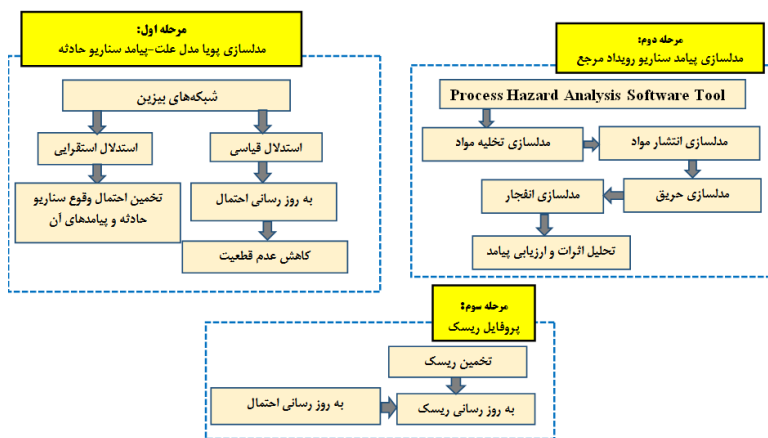 مرحله اول:
مدلسازی پویا مدل علت-پیامد سناریو حادثه
شبکه‌های بیزین
استدلال قیاسی
استدلال استقرایی
به روز رسانی احتمال
تخمین احتمال وقوع سناریو
حادثه و پیامدهای آن
کاهش عدم قطعیت
مرحله دوم:
مدلسازی پیامد سناریو رویداد مرجع
Process Hazard Analysis Software Tool
مدلسازی تخلیه مواد
مدلسازی انتشار مواد
مدلسازی حریق
مدلسازی انفجار
تحلیل اثرات و ارزیابی پیامد
مرحله سوم:
پروفایل ریسک
تخمین ریسک
به روز رسانی احتمال
به روز رسانی ریسک